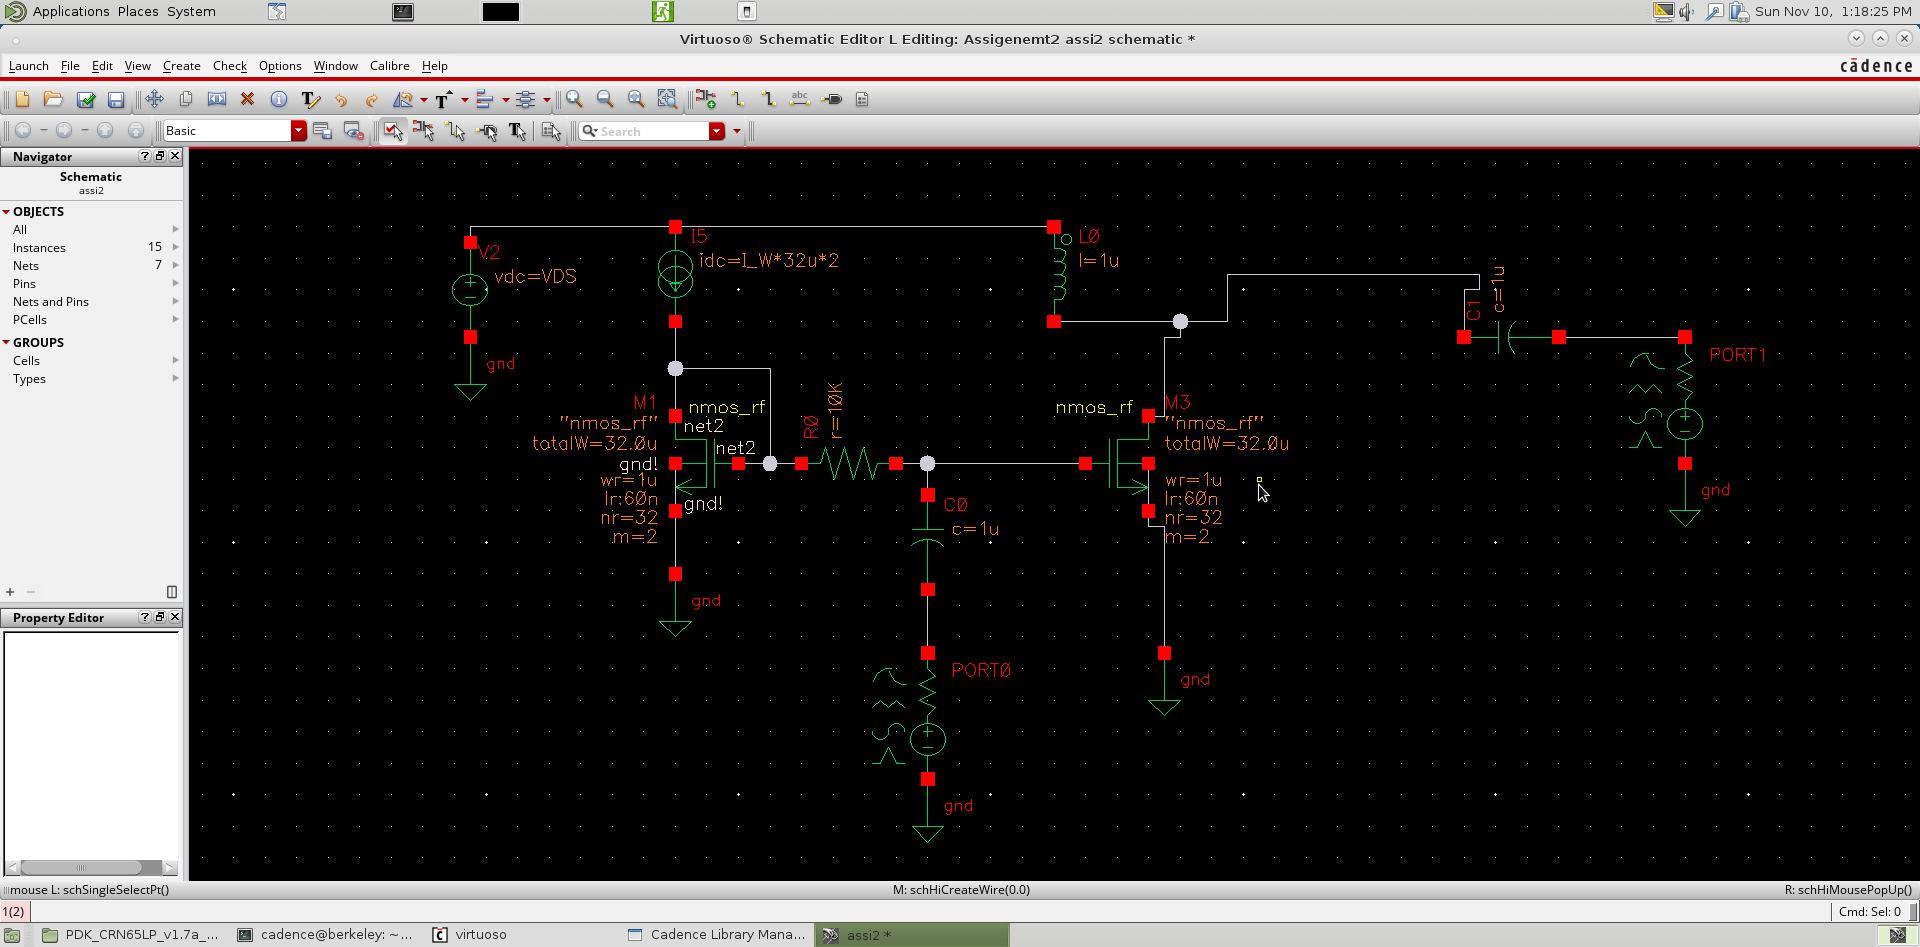 Applications Places System
Sun Nov 10, 1:18:25 PM
Virtuoso® Schematic Editor L Editing: Assigenemt2 assi2 schematic *
Launch File Edit View Create Check Options Window Calibre Help
cādence
abc
Basic
Search
Navigator
Schematic
assi2
OBJECTS
All
Instances 15
Nets 7
Pins
Nets and Pins
PCells
GROUPS
Cells
Types
Property Editor
V2
vdc=VDS
gnd
I5
idc=I_W*32u*2
L0
l=1u
M1
nmos_rf
"nmos_rf"
net2
totalW=32.0u
net2
gnd!
wr=1u
lr:60n
gnd!
nr=32
m=2
gnd
R0
r=10K
C0
c=1u
PORT0
gnd
nmos_rf
M3
"nmos_rf"
totalW=32.0u
wr=1u
lr:60n
nr=32
m=2
gnd
C1
c=1u
PORT1
gnd
mouse L: schSingleSelectPt()
M: schHiCreateWire(0.0)
R: schHiMousePopUp()
1(2)
Cmd: Sel: 0
PDK_CRN65LP_v1.7a_...
cadence@berkeley: ~...
virtuoso
Cadence Library Mana...
assi2 *